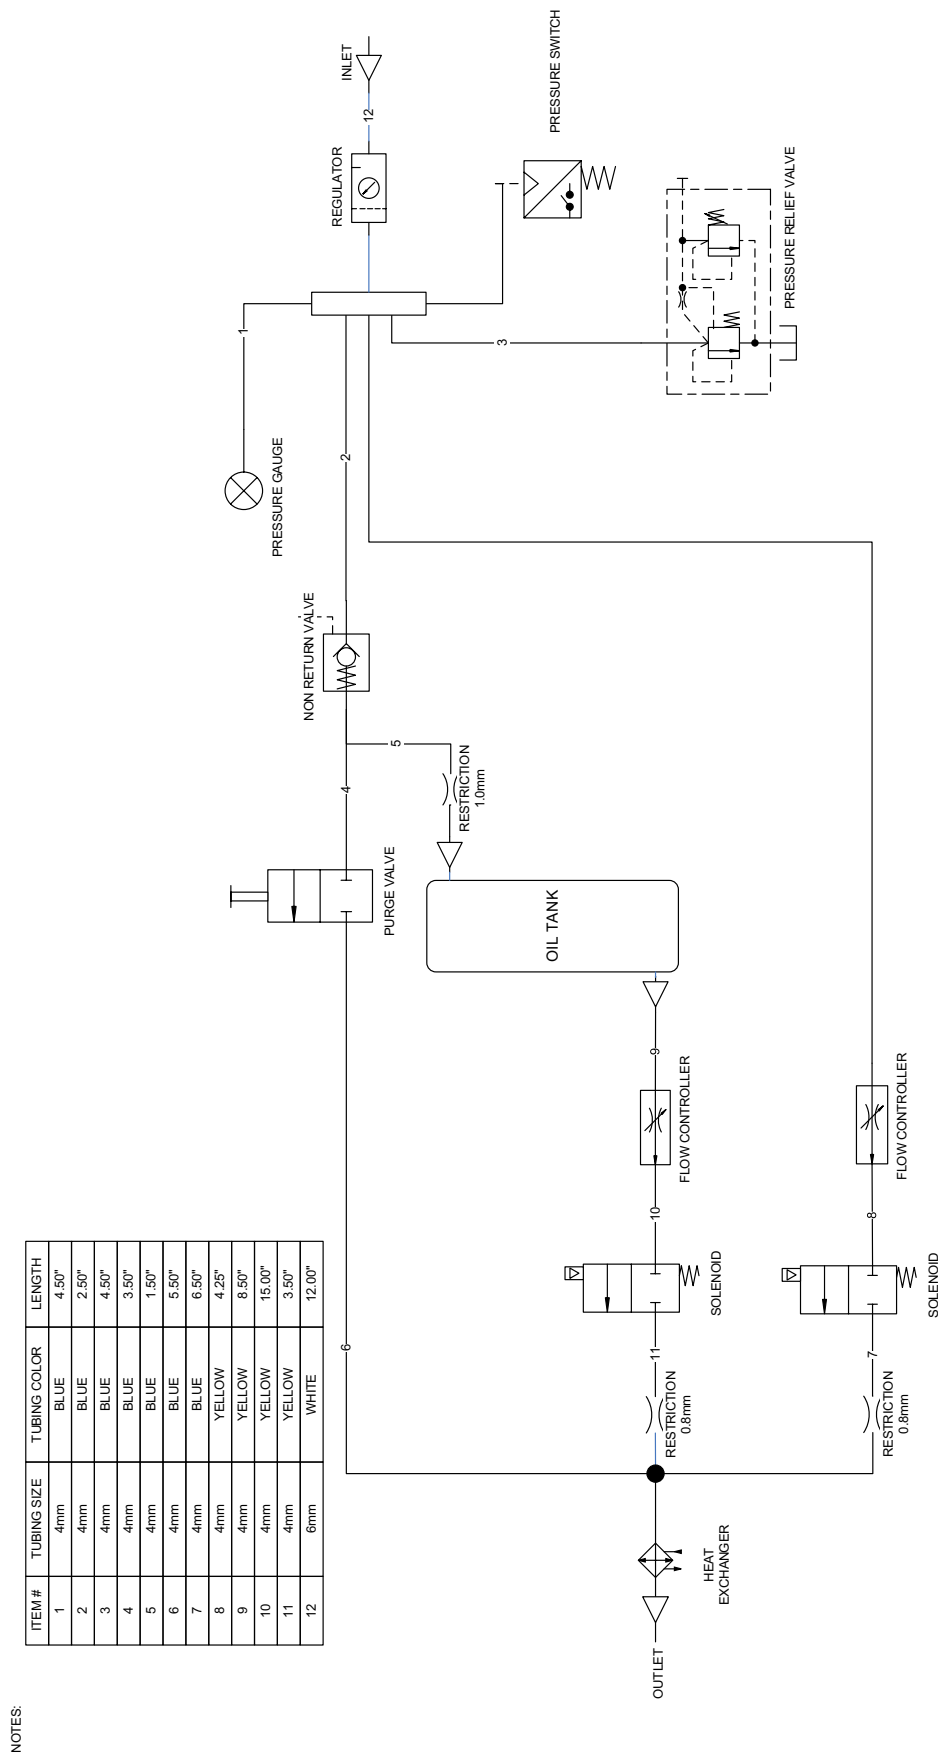 NOTES:
ITEM # TUBING SIZE TUBING COLOR LENGTH
1 4mm BLUE 4.50"
2 4mm BLUE 2.50"
3 4mm BLUE 4.50"
4 4mm BLUE 3.50"
5 4mm BLUE 1.50"
6 4mm BLUE 5.50"
7 4mm BLUE 6.50"
8 4mm YELLOW 4.25"
9 4mm YELLOW 8.50"
10 4mm YELLOW 15.00"
11 4mm YELLOW 3.50"
12 6mm WHITE 12.00"
PRESSURE GAUGE
1
REGULATOR
12
INLET
NON RETURN VALVE
2
PRESSURE SWITCH
6
PURGE VALVE
4
5
RESTRICTION
1.0mm
3
OIL TANK
PRESSURE RELIEF VALVE
OUTLET
HEAT
EXCHANGER
RESTRICTION
0.8mm
11
SOLENOID
10
FLOW CONTROLLER
9
RESTRICTION
0.8mm
7
SOLENOID
8
FLOW CONTROLLER